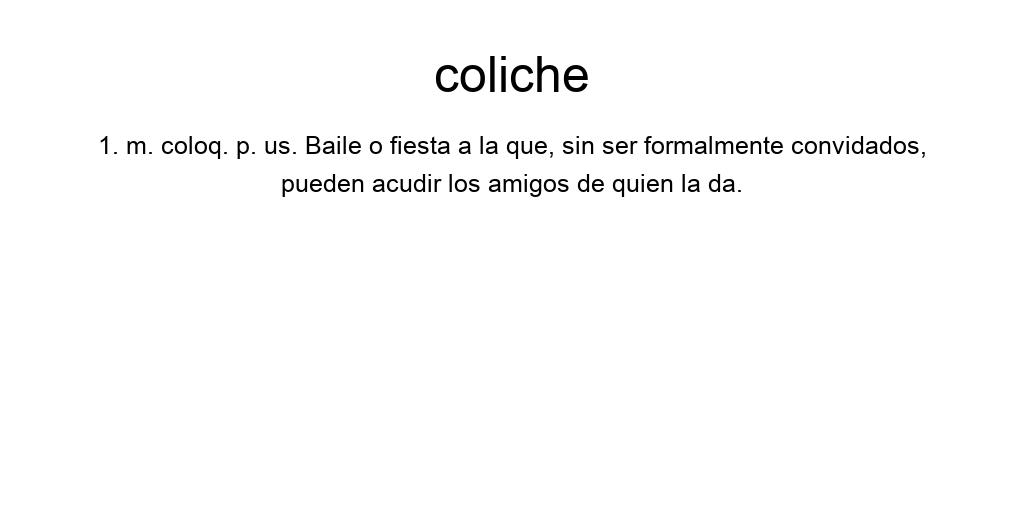 coliche
1. m. coloq. p. us. Baile o fiesta a la que, sin ser formalmente convidados,
pueden acudir los amigos de quien la da.